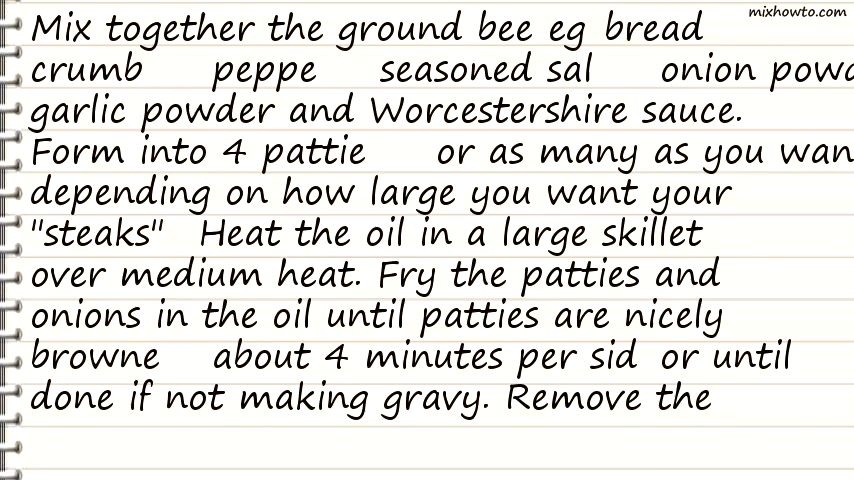 mixhowto.com
Mix together the ground bee eg bread
crumb peppe seasoned sal onion powd
garlic powder and Worcestershire sauce.
Form into 4 pattie or as many as you wan
depending on how large you want your
"steaks" Heat the oil in a large skillet
over medium heat. Fry the patties and
onions in the oil until patties are nicely
browne about 4 minutes per sid or until
done if not making gravy. Remove the